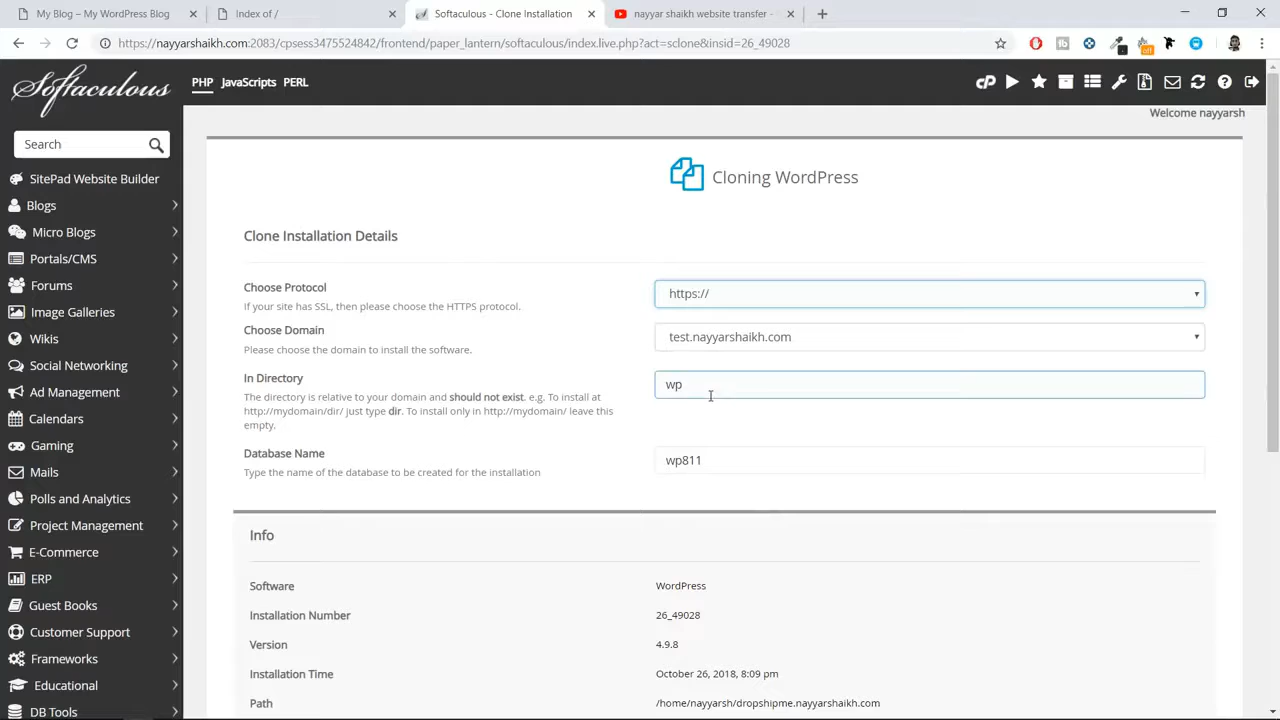 My Blog – My WordPress Blog
Index of /
Softaculous - Clone Installation
nayyar shaikh website transfer -
https://nayyarshaikh.com:2083/cpsess3475524842/frontend/paper_lantern/softaculous/index.live.php?act=sclone&insid=26_49028
Softaculous
PHP JavaScripts PERL
Welcome nayyarsh
Search
SitePad Website Builder
Blogs
Micro Blogs
Portals/CMS
Forums
Image Galleries
Wikis
Social Networking
Ad Management
Calendars
Gaming
Mails
Polls and Analytics
Project Management
E-Commerce
ERP
Guest Books
Customer Support
Frameworks
Educational
DB Tools
Cloning WordPress
Clone Installation Details
Choose Protocol
If your site has SSL, then please choose the HTTPS protocol.
https://
Choose Domain
Please choose the domain to install the software.
test.nayyarshaikh.com
In Directory
The directory is relative to your domain and should not exist. e.g. To install at
http://mydomain/dir/ just type dir. To install only in http://mydomain/ leave this
empty.
wp
Database Name
Type the name of the database to be created for the installation
wp811
Info
Software WordPress
Installation Number 26_49028
Version 4.9.8
Installation Time October 26, 2018, 8:09 pm
Path /home/nayyarsh/dropshipme.nayyarshaikh.com